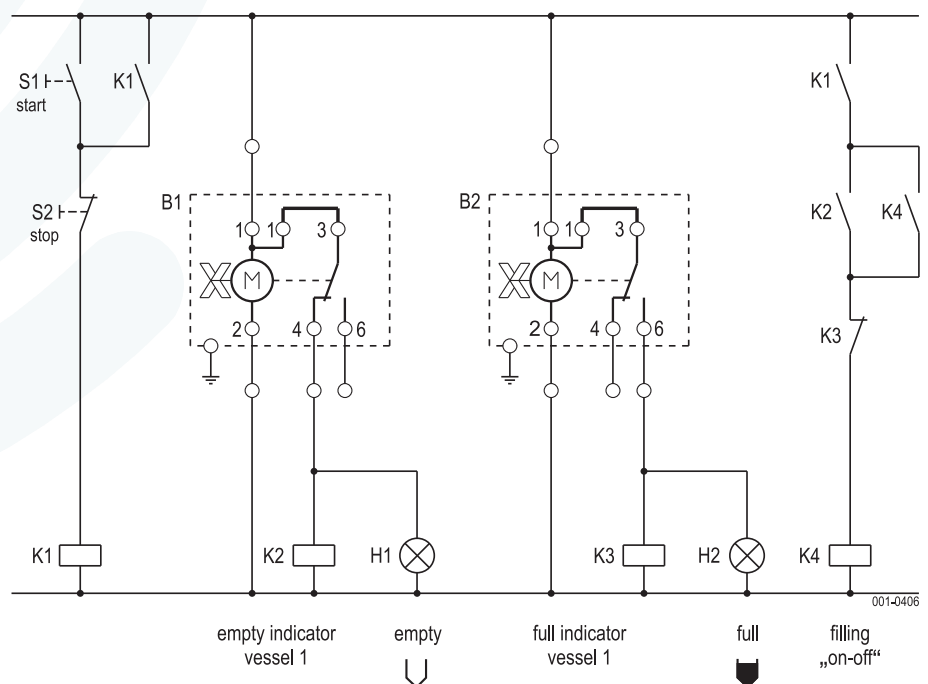 S1 K1 K1
start
B1 B2
S2 1 1 3 1 1 3 K2 K4
stop
M M
2 4 6 2 4 6 K3
K1 K2 H1 K3 H2 K4
001-0406
empty indicator empty full indicator full filling
vessel 1 vessel 1 „on-off“